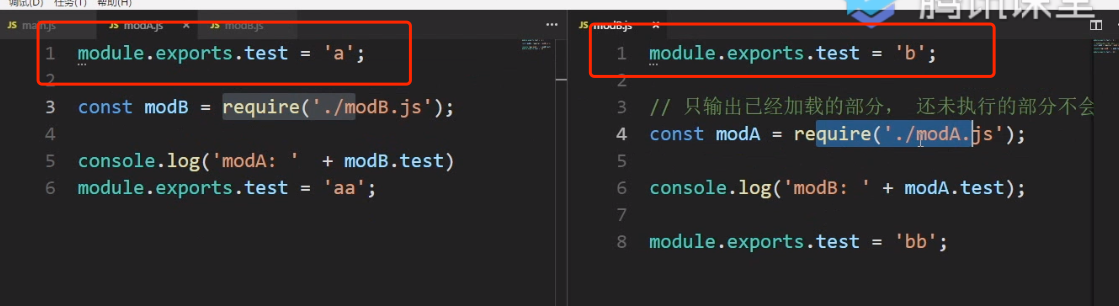 调试(D) 任务(T) 帮助(H)
JS main.js JS modA.js × JS modB.js ···
1 module.exports.test = 'a';
2
3 const modB = require('./modB.js');
4
5 console.log('modA: '  + modB.test)
6 module.exports.test = 'aa';
JS modB.js ×
腾讯课堂
1 module.exports.test = 'b';
2
3 // 只输出已经加载的部分， 还未执行的部分不会
4 const modA = require('./modA.js');
5
6 console.log('modB: ' + modA.test);
7
8 module.exports.test = 'bb';